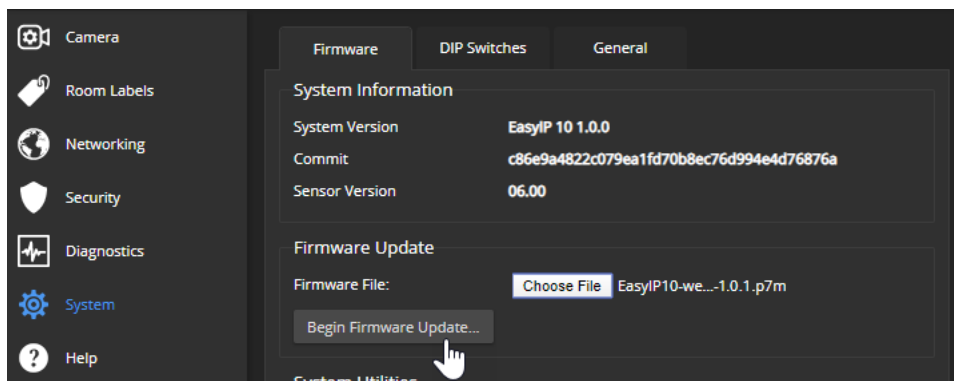 Camera
Room Labels
Networking
Security
Diagnostics
System
Help
Firmware DIP Switches General
System Information
System Version EasyIP 10 1.0.0
Commit c86e9a4822c079ea1fd70b8ec76d994e4d76876a
Sensor Version 06.00
Firmware Update
Firmware File: Choose File EasyIP10-we...-1.0.1.p7m
Begin Firmware Update...
System Utilities